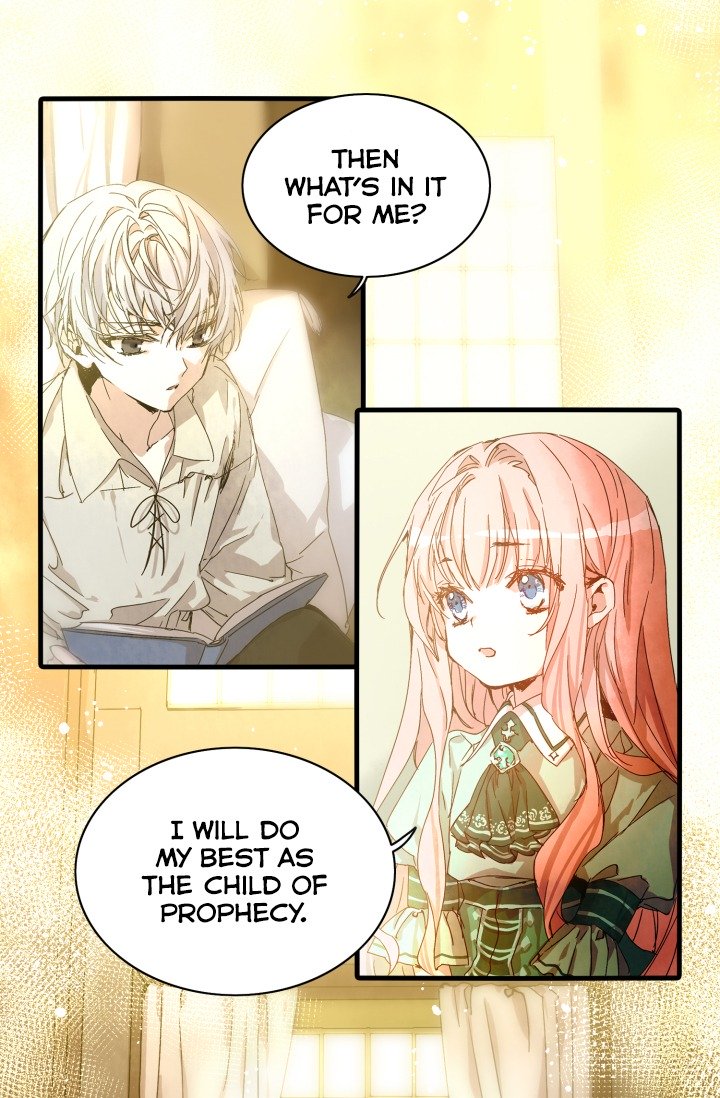 THEN
WHAT'S IN IT
FOR ME?
I WILL DO
MY BEST AS
THE CHILD OF
PROPHECY.